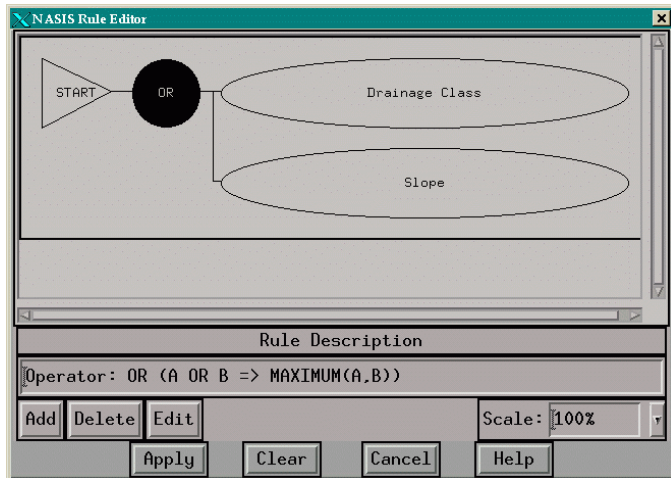 NASIS Rule Editor
START
OR
Drainage Class
Slope
Rule Description
Operator: OR (A OR B => MAXIMUM(A,B))
Add Delete Edit Scale: 100%
Apply Clear Cancel Help